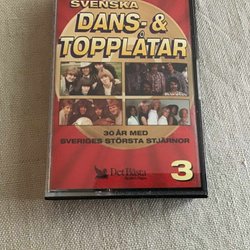 SVENSKA
DANS- &
TOPPLÅTAR
30 ÅR MED
SVERIGES STÖRSTA STJÄRNOR
Det Bästa
3